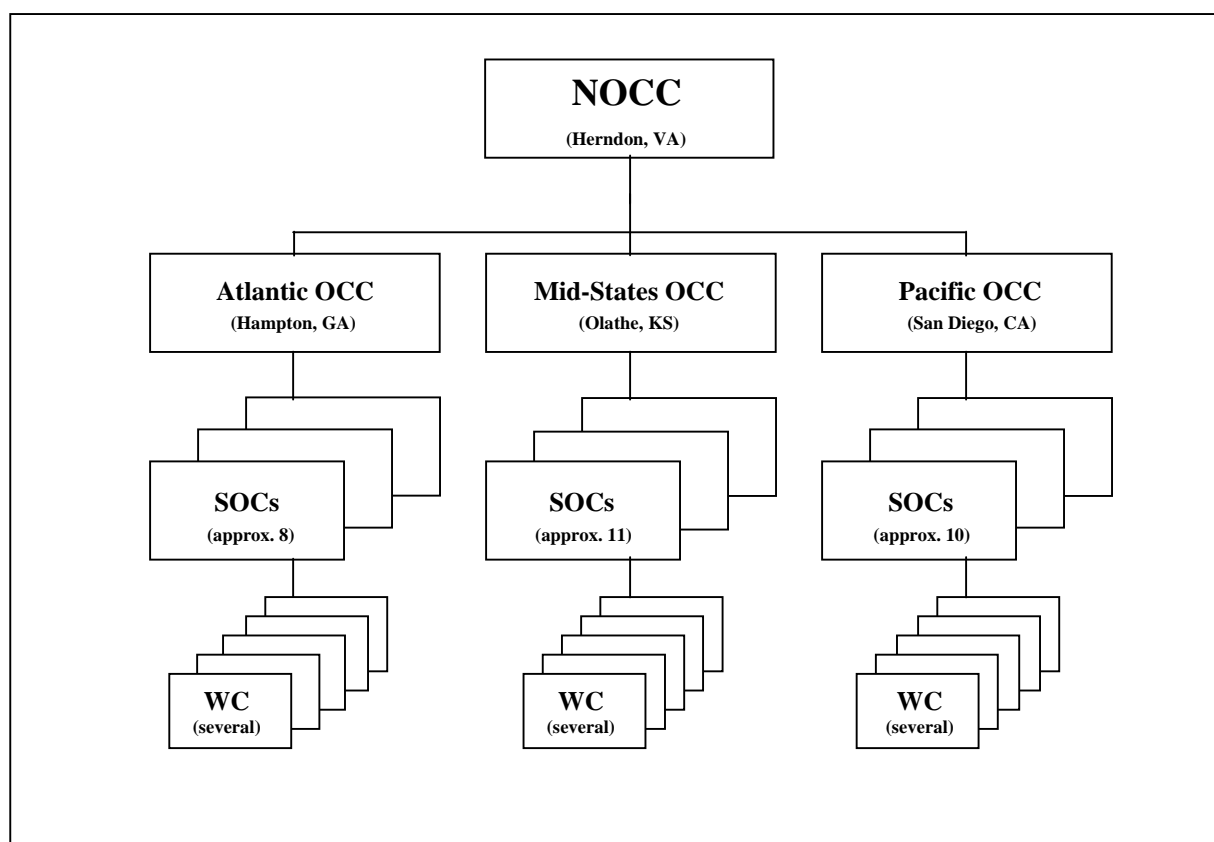 NOCC
(Herndon, VA)
Atlantic OCC
(Hampton, GA)
Mid-States OCC
(Olathe, KS)
Pacific OCC
(San Diego, CA)
SOCs
(approx. 8)
SOCs
(approx. 11)
SOCs
(approx. 10)
WC
(several)
WC
(several)
WC
(several)